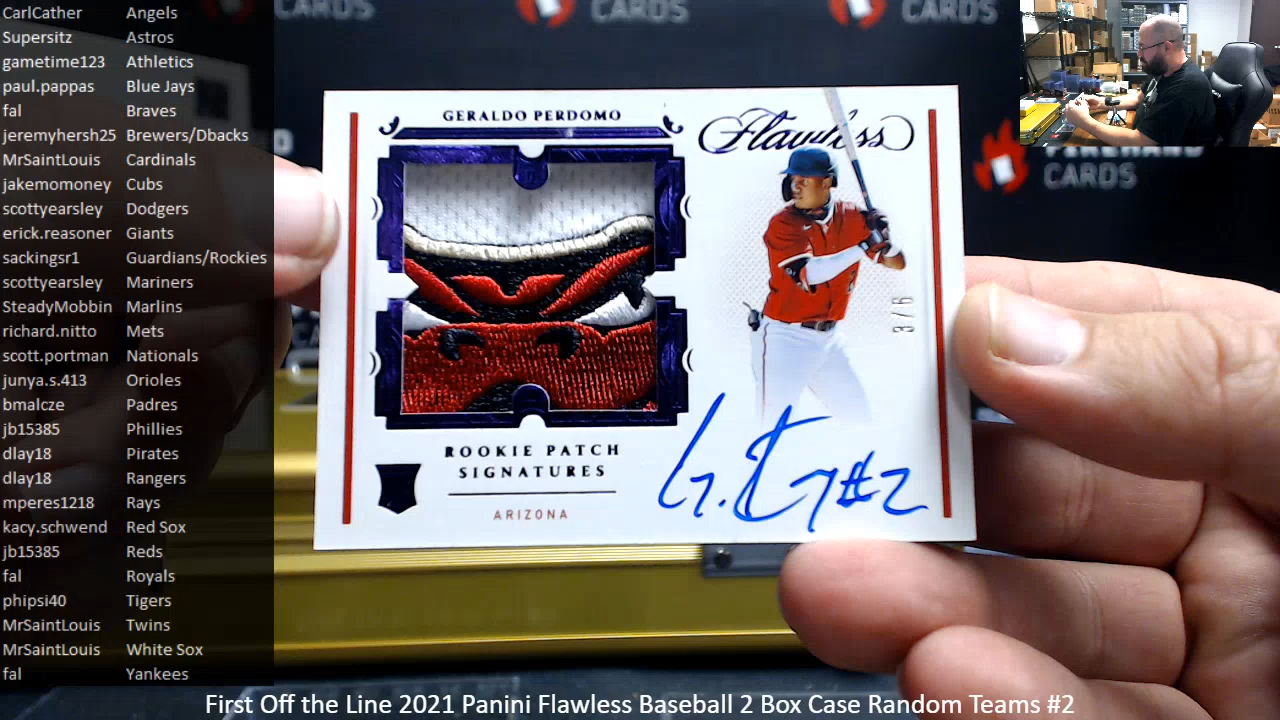 CarlCather Angels
Supersitz Astros
gametime123 Athletics
paul.pappas Blue Jays
fal Braves
jeremyhersh25 Brewers/Dbacks
MrSaintLouis Cardinals
jakemomoney Cubs
scottyearsley Dodgers
erick.reasoner Giants
sackingsr1 Guardians/Rockies
scottyearsley Mariners
SteadyMobbin Marlins
richard.nitto Mets
scott.portman Nationals
junya.s.413 Orioles
bmalcze Padres
jb15385 Phillies
dlay18 Pirates
dlay18 Rangers
mperes1218 Rays
kacy.schwend Red Sox
jb15385 Reds
fal Royals
phipsi40 Tigers
MrSaintLouis Twins
MrSaintLouis White Sox
fal Yankees
CARDS
CARDS
CARDS
CARDS
GERALDO PERDOMO
Flawless
3/6
ROOKIE PATCH
SIGNATURES
ARIZONA
#2
First Off the Line 2021 Panini Flawless Baseball 2 Box Case Random Teams #2